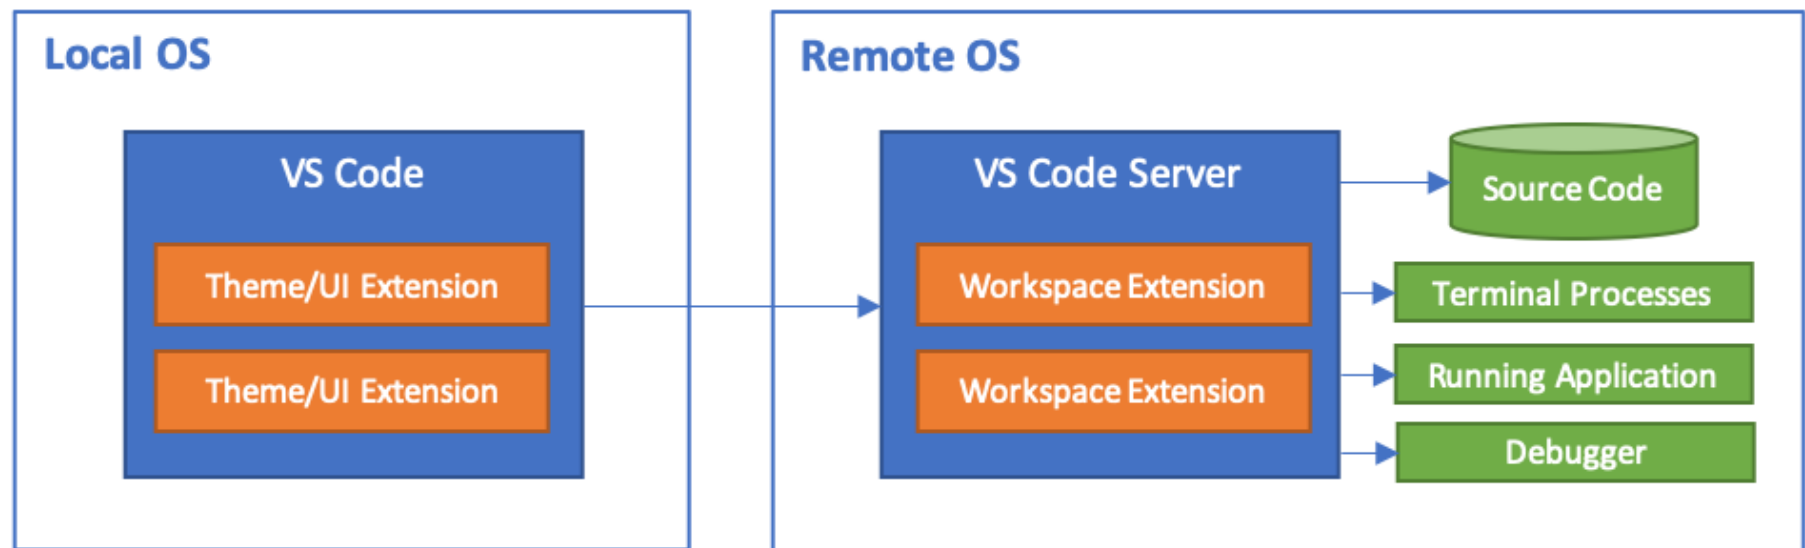 Local OS
VS Code
Theme/UI Extension
Theme/UI Extension
Remote OS
VS Code Server
Workspace Extension
Workspace Extension
Source Code
Terminal Processes
Running Application
Debugger